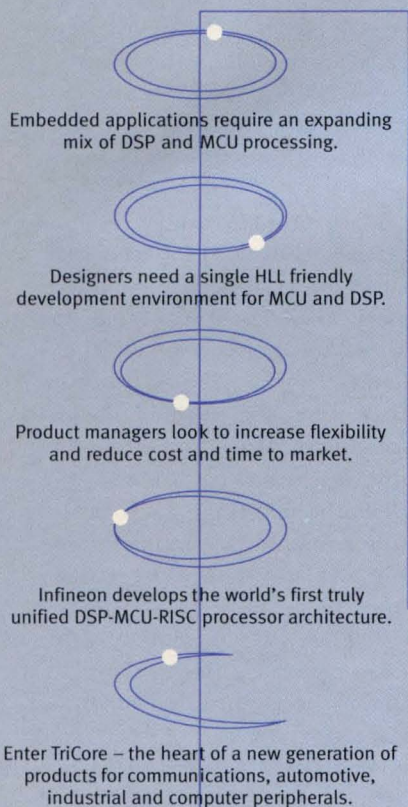 Embedded applications require an expanding
mix of DSP and MCU processing.
Designers need a single HLL friendly
development environment for MCU and DSP.
Product managers look to increase flexibility
and reduce cost and time to market.
Infineon develops the world's first truly
unified DSP-MCU-RISC processor architecture.
Enter TriCore – the heart of a new generation of
products for communications, automotive,
industrial and computer peripherals.